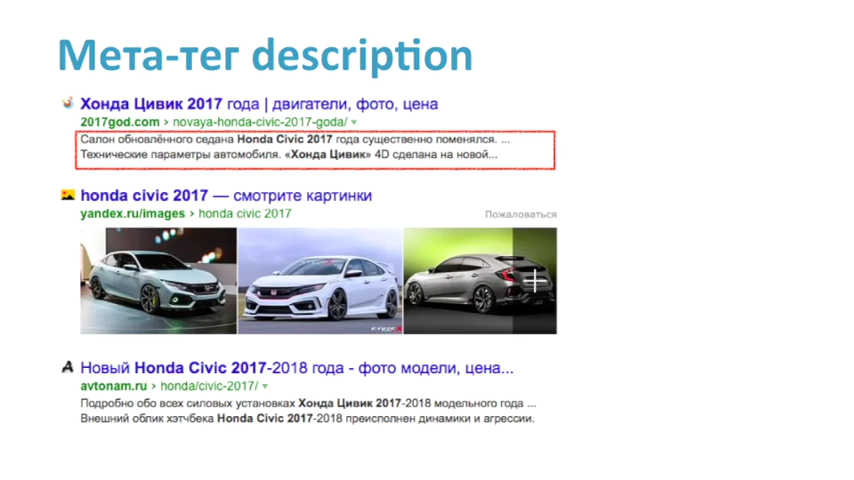 Мета-тег description
Хонда Цивик 2017 года | двигатели, фото, цена
2017god.com › novaya-honda-civic-2017-goda/
Салон обновлённого седана Honda Civic 2017 года существенно поменялся. ...
Технические параметры автомобиля. «Хонда Цивик» 4D сделана на новой...
honda civic 2017 — смотрите картинки
yandex.ru/images › honda civic 2017 Пожаловаться
CIVIC
Новый Honda Civic 2017-2018 года - фото модели, цена...
avtonam.ru › honda/civic-2017/
Подробно обо всех силовых установках Хонда Цивик 2017-2018 модельного года ...
Внешний облик хэтчбека Honda Civic 2017-2018 преисполнен динамики и агрессии.